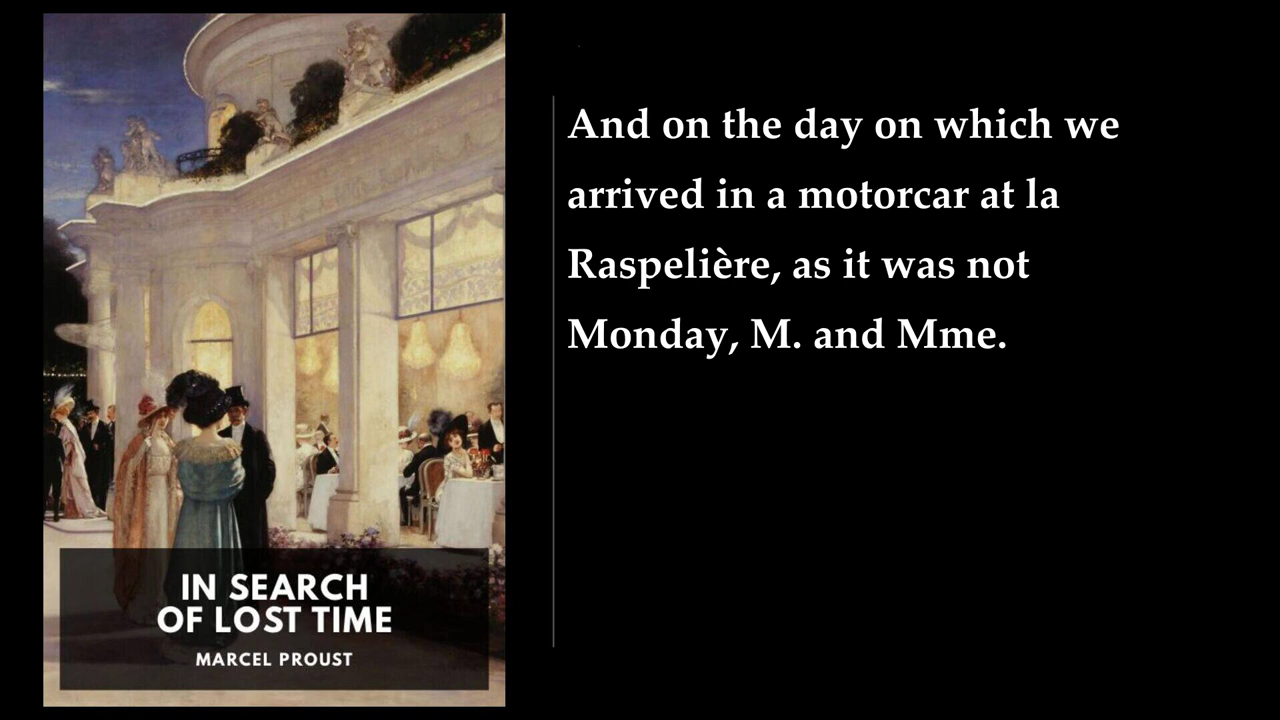 And on the day on which we
arrived in a motorcar at la
Raspelière, as it was not
Monday, M. and Mme.
IN SEARCH
OF LOST TIME
MARCEL PROUST